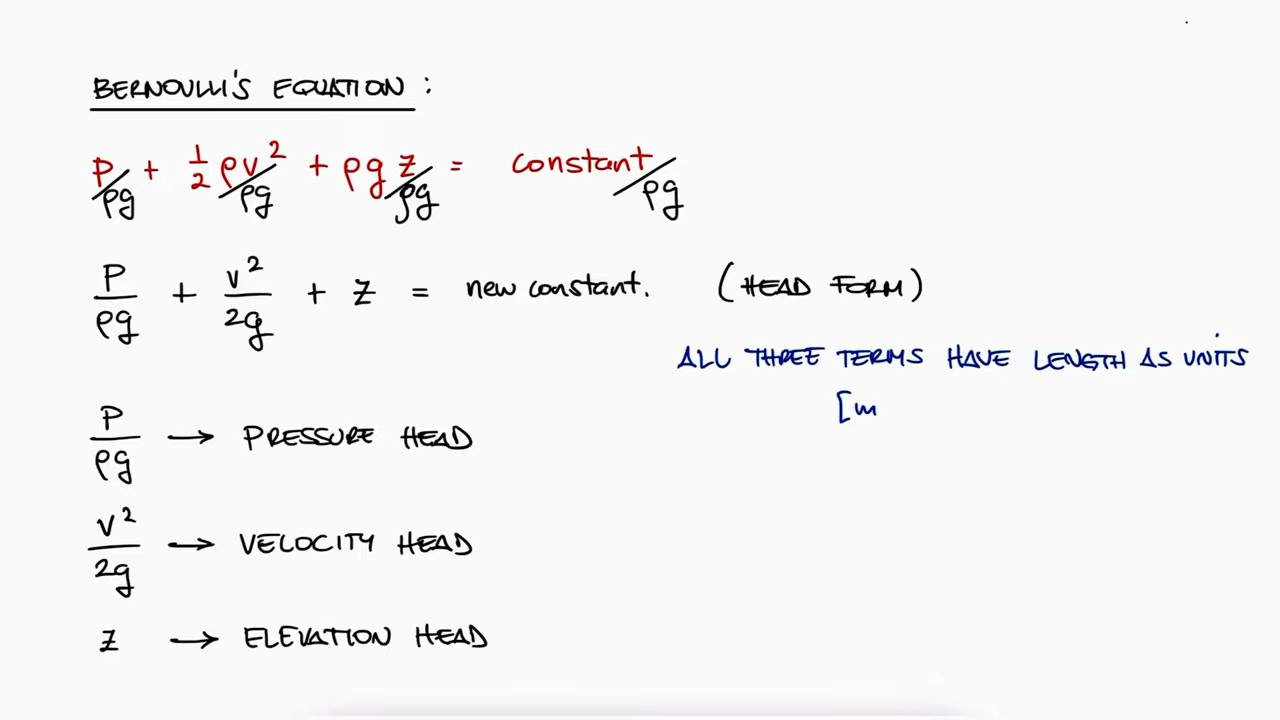 BERNOULLI'S EQUATION :
P/ρg + 1/2 ρv²/ρg + ρgz/ρg = constant/ρg
P/ρg + v²/2g + z = new constant. (HEAD FORM)
ALL THREE TERMS HAVE LENGTH AS UNITS
[m
P/ρg → PRESSURE HEAD
v²/2g → VELOCITY HEAD
z → ELEVATION HEAD